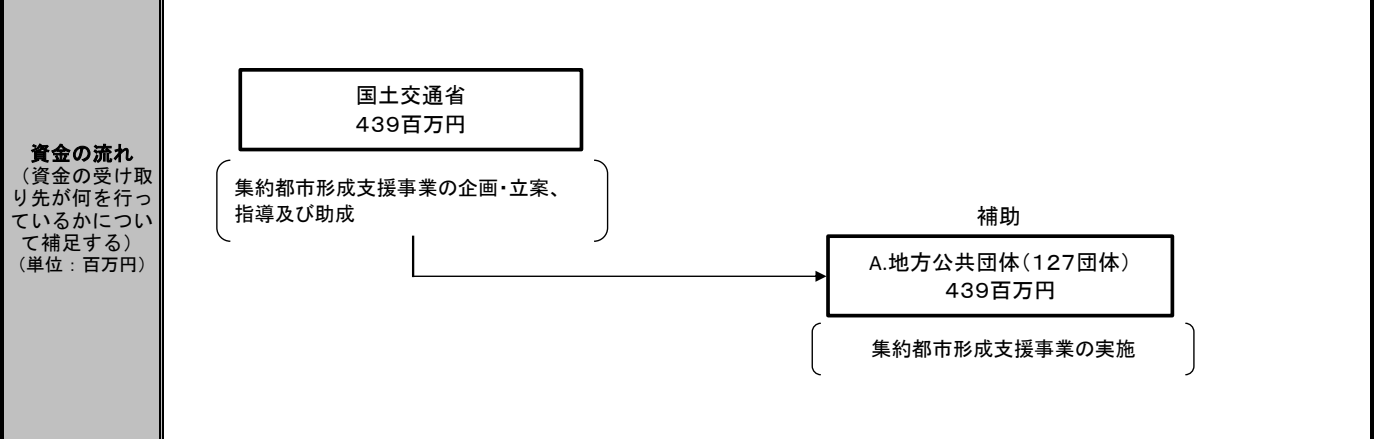 資金の流れ
（資金の受け取
り先が何を行っ
ているかについ
て補足する）
（単位：百万円）
国土交通省
439百万円
集約都市形成支援事業の企画・立案、
指導及び助成
補助
A.地方公共団体（127団体）
439百万円
集約都市形成支援事業の実施